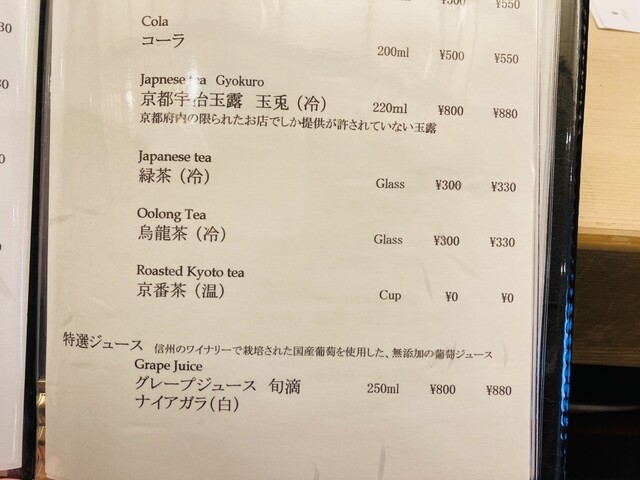 ¥500 ¥550
Cola
コーラ 200ml ¥500 ¥550
Japnese tea Gyokuro
京都宇治玉露 玉兎（冷） 220ml ¥800 ¥880
京都府内の限られたお店でしか提供が許されていない玉露
Japanese tea
緑茶（冷） Glass ¥300 ¥330
Oolong Tea
烏龍茶（冷） Glass ¥300 ¥330
Roasted Kyoto tea
京番茶（温） Cup ¥0 ¥0
特選ジュース 信州のワイナリーで栽培された国産葡萄を使用した、無添加の葡萄ジュース
Grape Juice
グレープジュース 旬滴 250ml ¥800 ¥880
ナイアガラ（白）